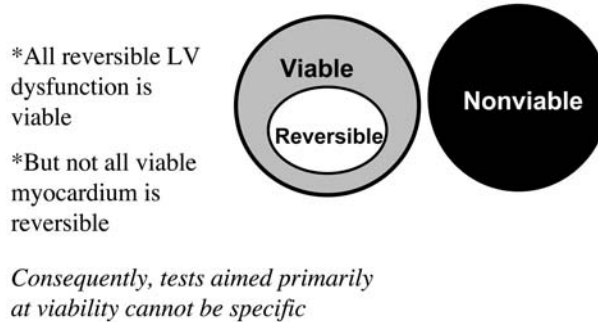 *All reversible LV
dysfunction is
viable
*But not all viable
myocardium is
reversible
Consequently, tests aimed primarily
at viability cannot be specific
Viable
Reversible
Nonviable